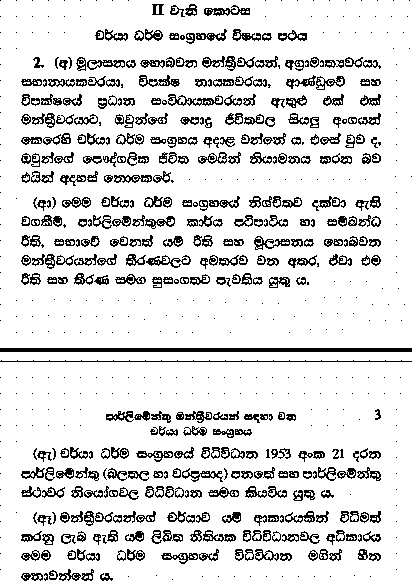 II වැනි කොටස
චර්යා ධර්ම සංග්‍රහයේ විෂයය පථය
2. (අ) මූලාසනය හොබවන මන්ත්‍රීවරයන්, අග්‍රාමාත්‍යවරයා,
සභානායකවරයා, විපක්ෂ නායකවරයා, ආණ්ඩුවේ සහ
විපක්ෂයේ ප්‍රධාන සංවිධායකවරයන් ඇතුළු එක් එක්
මන්ත්‍රීවරයාට, ඔවුන්ගේ පොදු ජීවිතවල සියලු අංගයන්
කෙරෙහි චර්යා ධර්ම සංග්‍රහය අදාළ වන්නේ ය. එසේ වුව ද,
ඔවුන්ගේ පෞද්ගලික ජීවිත මෙයින් නියාමනය කරන බව
එයින් අදහස් නොකෙරේ.
(ආ) මෙම චර්යා ධර්ම සංග්‍රහයේ නිශ්චිතව දක්වා ඇති
වගකීම්, පාර්ලිමේන්තුවේ කාර්ය පටිපාටිය හා සම්බන්ධ
රීති, සභාවේ වෙනත් යම් රීති සහ මූලාසනය හොබවන
මන්ත්‍රීවරයන්ගේ තීරණවලට අමතරව වන අතර, ඒවා එම
රීති සහ තීරණ සමග සුසංගතව පැවතිය යුතු ය.
පාර්ලිමේන්තු මන්ත්‍රීවරයන් සඳහා වන 3
චර්යා ධර්ම සංග්‍රහය
(ඇ) චර්යා ධර්ම සංග්‍රහයේ විධිවිධාන 1953 අංක 21 දරන
පාර්ලිමේන්තු (බලතල හා වරප්‍රසාද) පනතේ සහ පාර්ලිමේන්තු
ස්ථාවර නියෝගවල විධිවිධාන සමග කියවිය යුතු ය.
(ඈ) මන්ත්‍රීවරයන්ගේ චර්යාව යම් ආකාරයකින් විධිමත්
කරනු ලැබ ඇති යම් ලිඛිත නීතියක විධිවිධානවල අධිකාරය
මෙම චර්යා ධර්ම සංග්‍රහයේ විධිවිධාන මගින් හීන
නොවන්නේ ය.